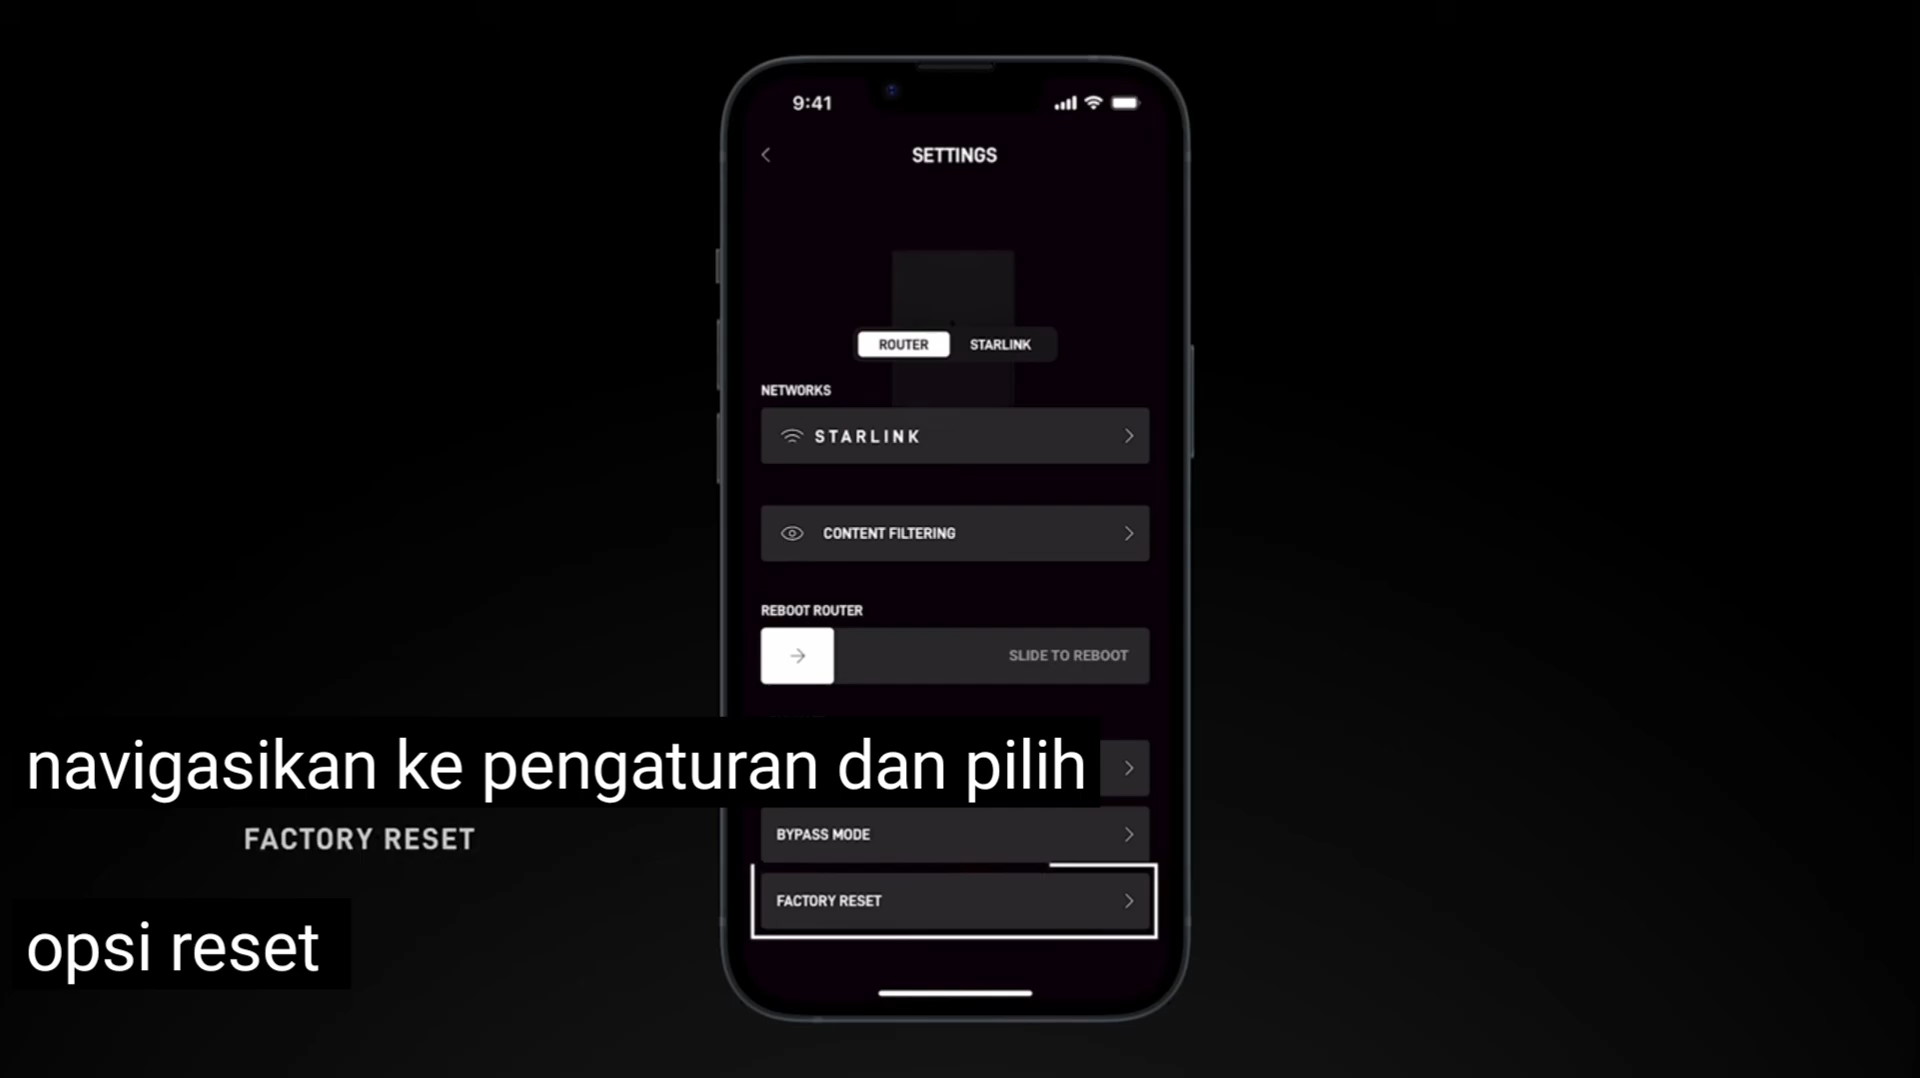 9:41
SETTINGS
ROUTER
STARLINK
NETWORKS
STARLINK
CONTENT FILTERING
REBOOT ROUTER
SLIDE TO REBOOT
navigasikan ke pengaturan dan pilih
BYPASS MODE
FACTORY RESET
FACTORY RESET
opsi reset